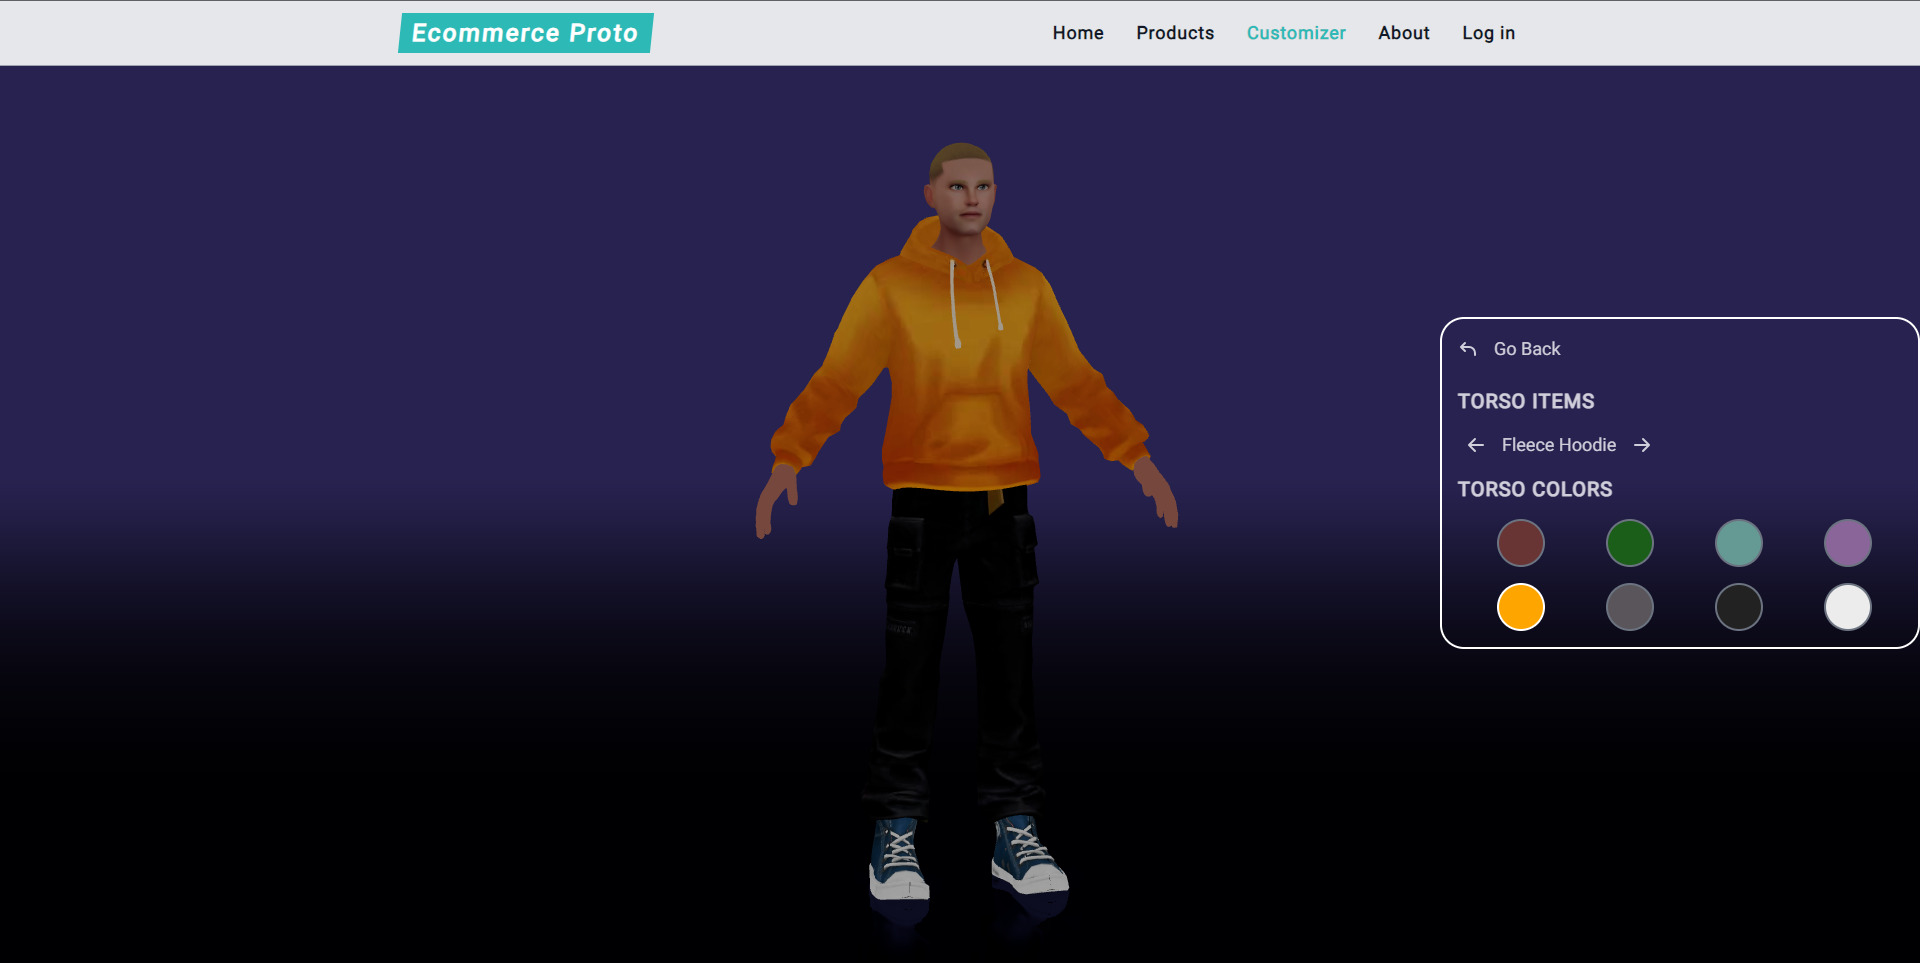 Ecommerce Proto
Home Products Customizer About Log in
Go Back
TORSO ITEMS
Fleece Hoodie
TORSO COLORS